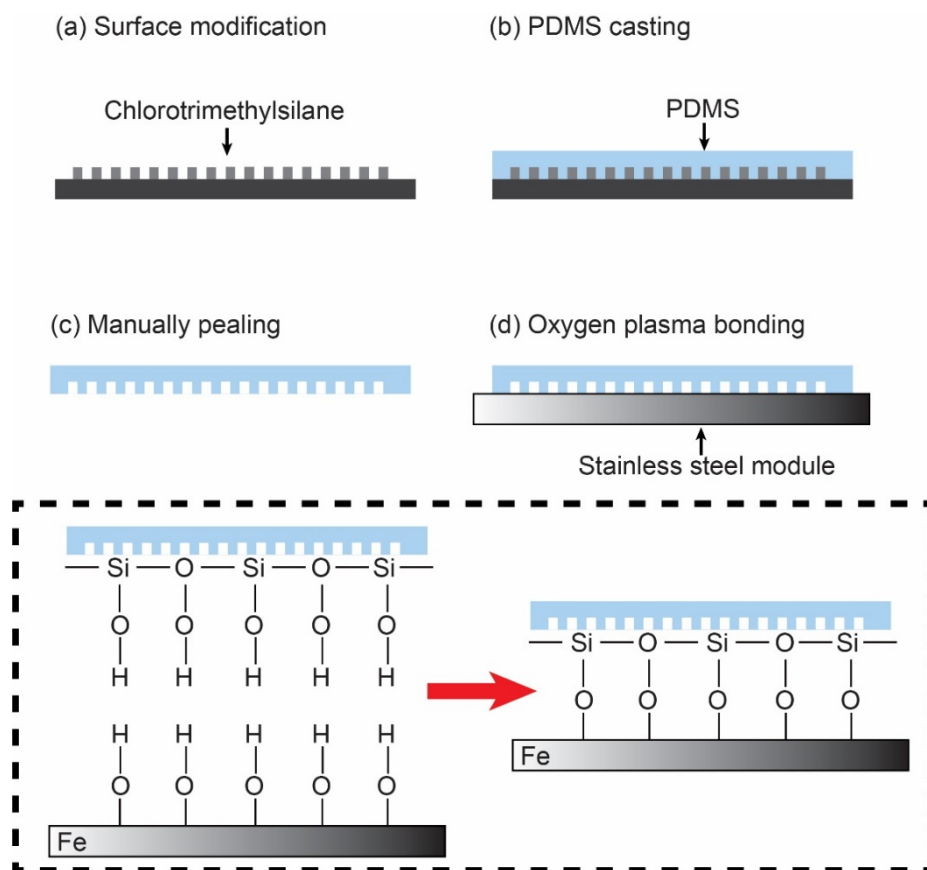 (a) Surface modification
(b) PDMS casting
Chlorotrimethylsilane
PDMS
(c) Manually pealing
(d) Oxygen plasma bonding
Stainless steel module
Si O Si O Si
O O O O O
H H H H H
H H H H H
O O O O O
Fe
Si O Si O Si
O O O O O
Fe